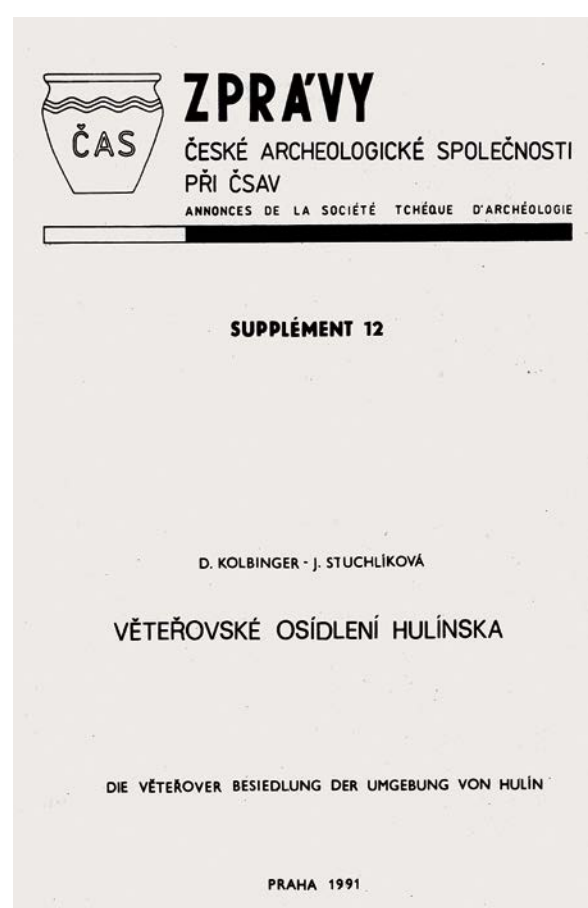 ČAS
ZPRÁVY
ČESKÉ ARCHEOLOGICKÉ SPOLEČNOSTI
PŘI ČSAV
ANNONCES DE LA SOCIÉTÉ TCHÉQUE D'ARCHÉOLOGIE
SUPPLÉMENT 12
D. KOLBINGER - J. STUCHLÍKOVÁ
VĚTEŘOVSKÉ OSÍDLENÍ HULÍNSKA
DIE VĚTEŘOVER BESIEDLUNG DER UMGEBUNG VON HULÍN
PRAHA 1991